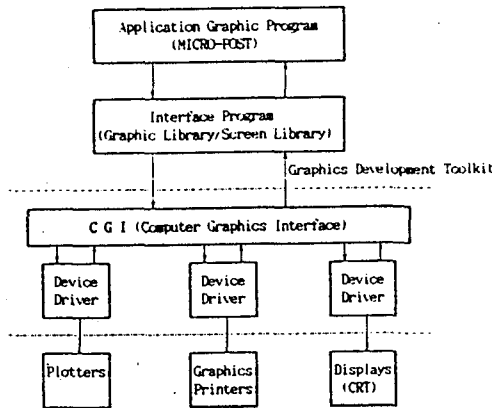 Application Graphic Program
(MICRO-POST)
Interface Program
(Graphic Library/Screen Library)
Graphics Development Toolkit
C G I (Computer Graphics Interface)
Device
Driver
Device
Driver
Device
Driver
Plotters
Graphics
Printers
Displays
(CRT)